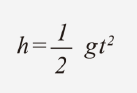 h = 1/2 gt²